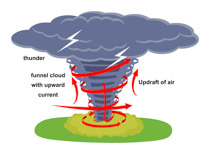 thunder
funnel cloud
with upward
current
Updraft of air